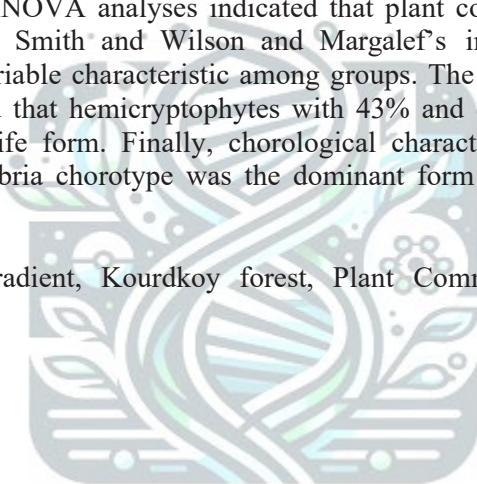 NOVA analyses indicated that plant co
Smith and Wilson and Margalef’s in
riable characteristic among groups. The
that hemicryptophytes with 43% and
ife form. Finally, chorological charact
bria chorotype was the dominant form
radient, Kourdkoy forest, Plant Comm